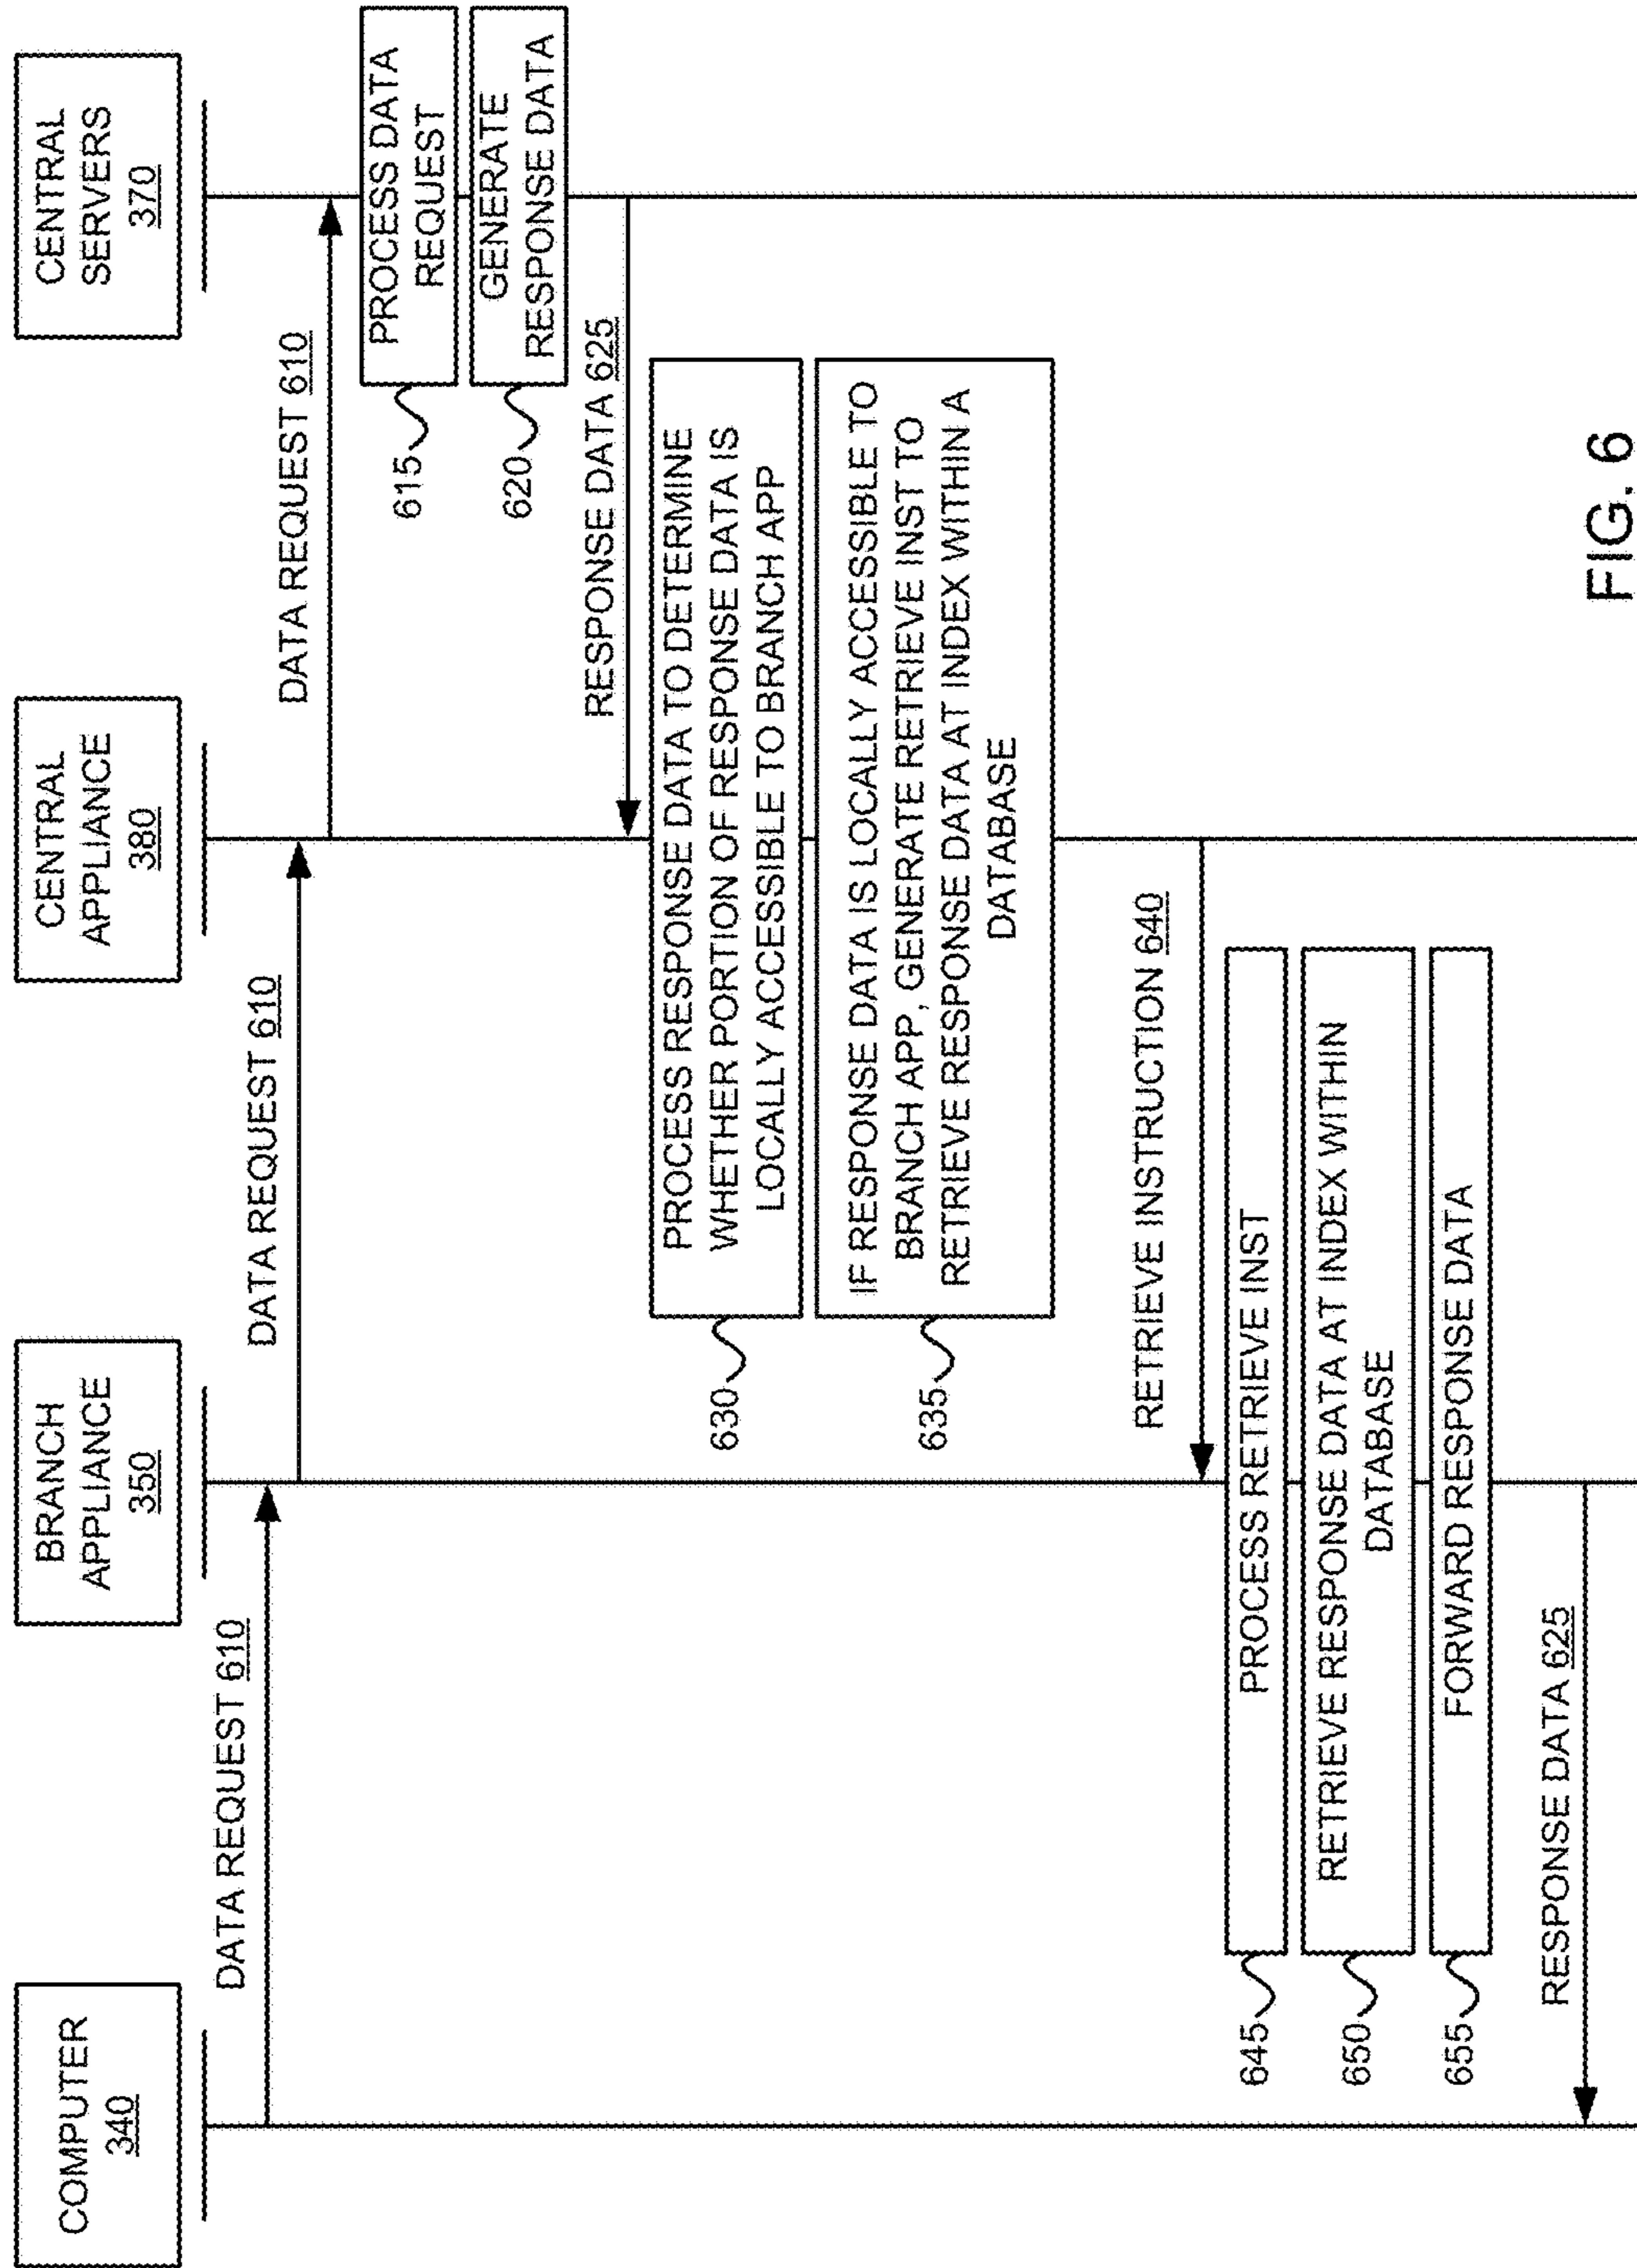 COMPUTER
340
BRANCH
APPLIANCE
350
CENTRAL
APPLIANCE
380
CENTRAL
SERVERS
370
DATA REQUEST 610
DATA REQUEST 610
DATA REQUEST 610
615
PROCESS DATA
REQUEST
620
GENERATE
RESPONSE DATA
RESPONSE DATA 625
630
PROCESS RESPONSE DATA TO DETERMINE
WHETHER PORTION OF RESPONSE DATA IS
LOCALLY ACCESSIBLE TO BRANCH APP
635
IF RESPONSE DATA IS LOCALLY ACCESSIBLE TO
BRANCH APP, GENERATE RETRIEVE INST TO
RETRIEVE RESPONSE DATA AT INDEX WITHIN A
DATABASE
RETRIEVE INSTRUCTION 640
645
PROCESS RETRIEVE INST
650
RETRIEVE RESPONSE DATA AT INDEX WITHIN
DATABASE
655
FORWARD RESPONSE DATA
RESPONSE DATA 625
FIG. 6